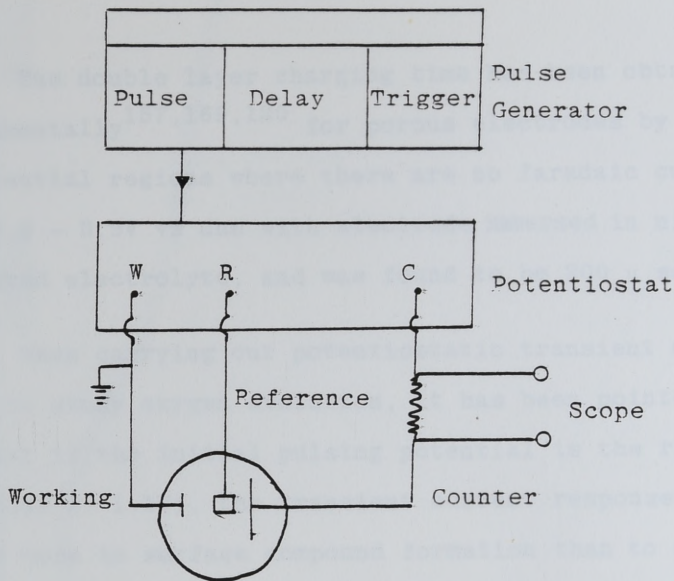 Pulse Delay Trigger
Pulse
Generator
W R C
Potentiostat
Reference
Scope
Working
Counter